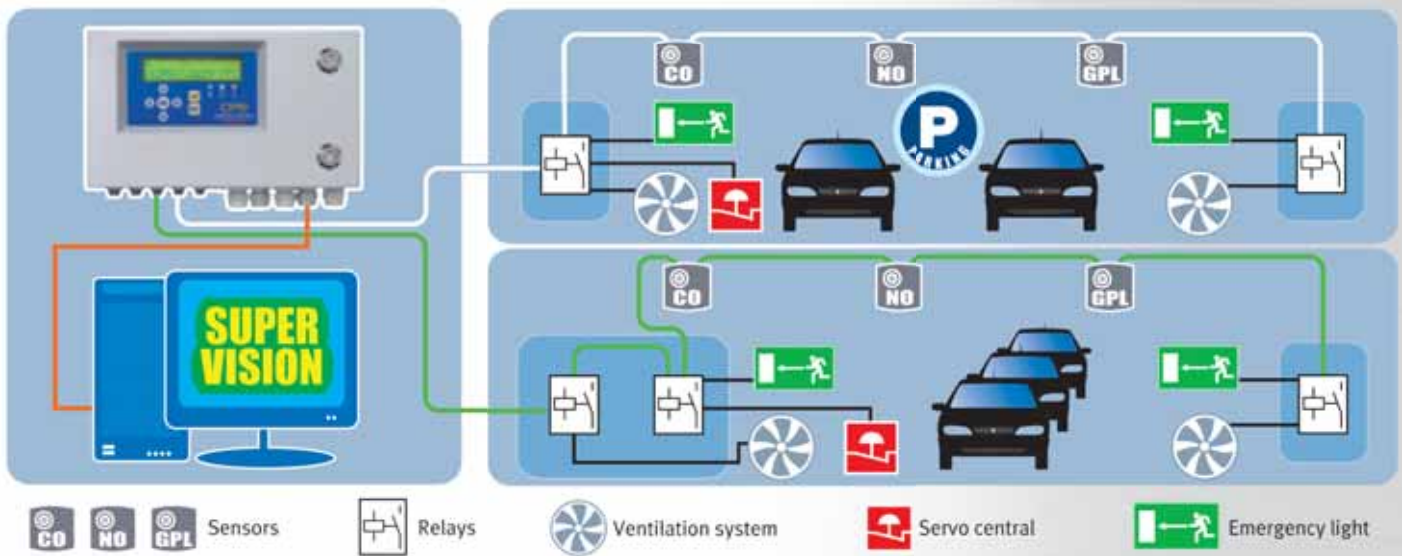 CO
NO
GPL
P
PARKING
SUPER
VISION
CO
NO
GPL
CO
NO
GPL
Sensors
Relays
Ventilation system
Servo central
Emergency light